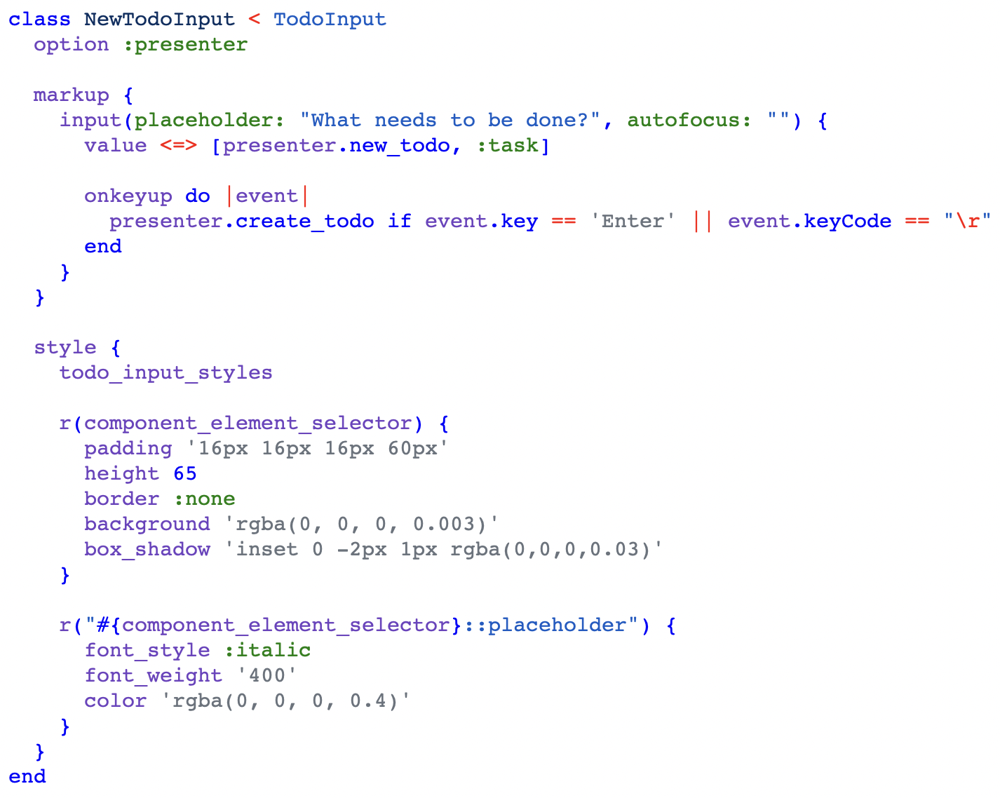 class NewTodoInput < TodoInput
  option :presenter

  markup {
    input(placeholder: "What needs to be done?", autofocus: "") {
      value <=> [presenter.new_todo, :task]

      onkeyup do |event|
        presenter.create_todo if event.key == 'Enter' || event.keyCode == "\r"
      end
    }
  }

  style {
    todo_input_styles

    r(component_element_selector) {
      padding '16px 16px 16px 60px'
      height 65
      border :none
      background 'rgba(0, 0, 0, 0.003)'
      box_shadow 'inset 0 -2px 1px rgba(0,0,0,0.03)'
    }

    r("#{component_element_selector}::placeholder") {
      font_style :italic
      font_weight '400'
      color 'rgba(0, 0, 0, 0.4)'
    }
  }
end